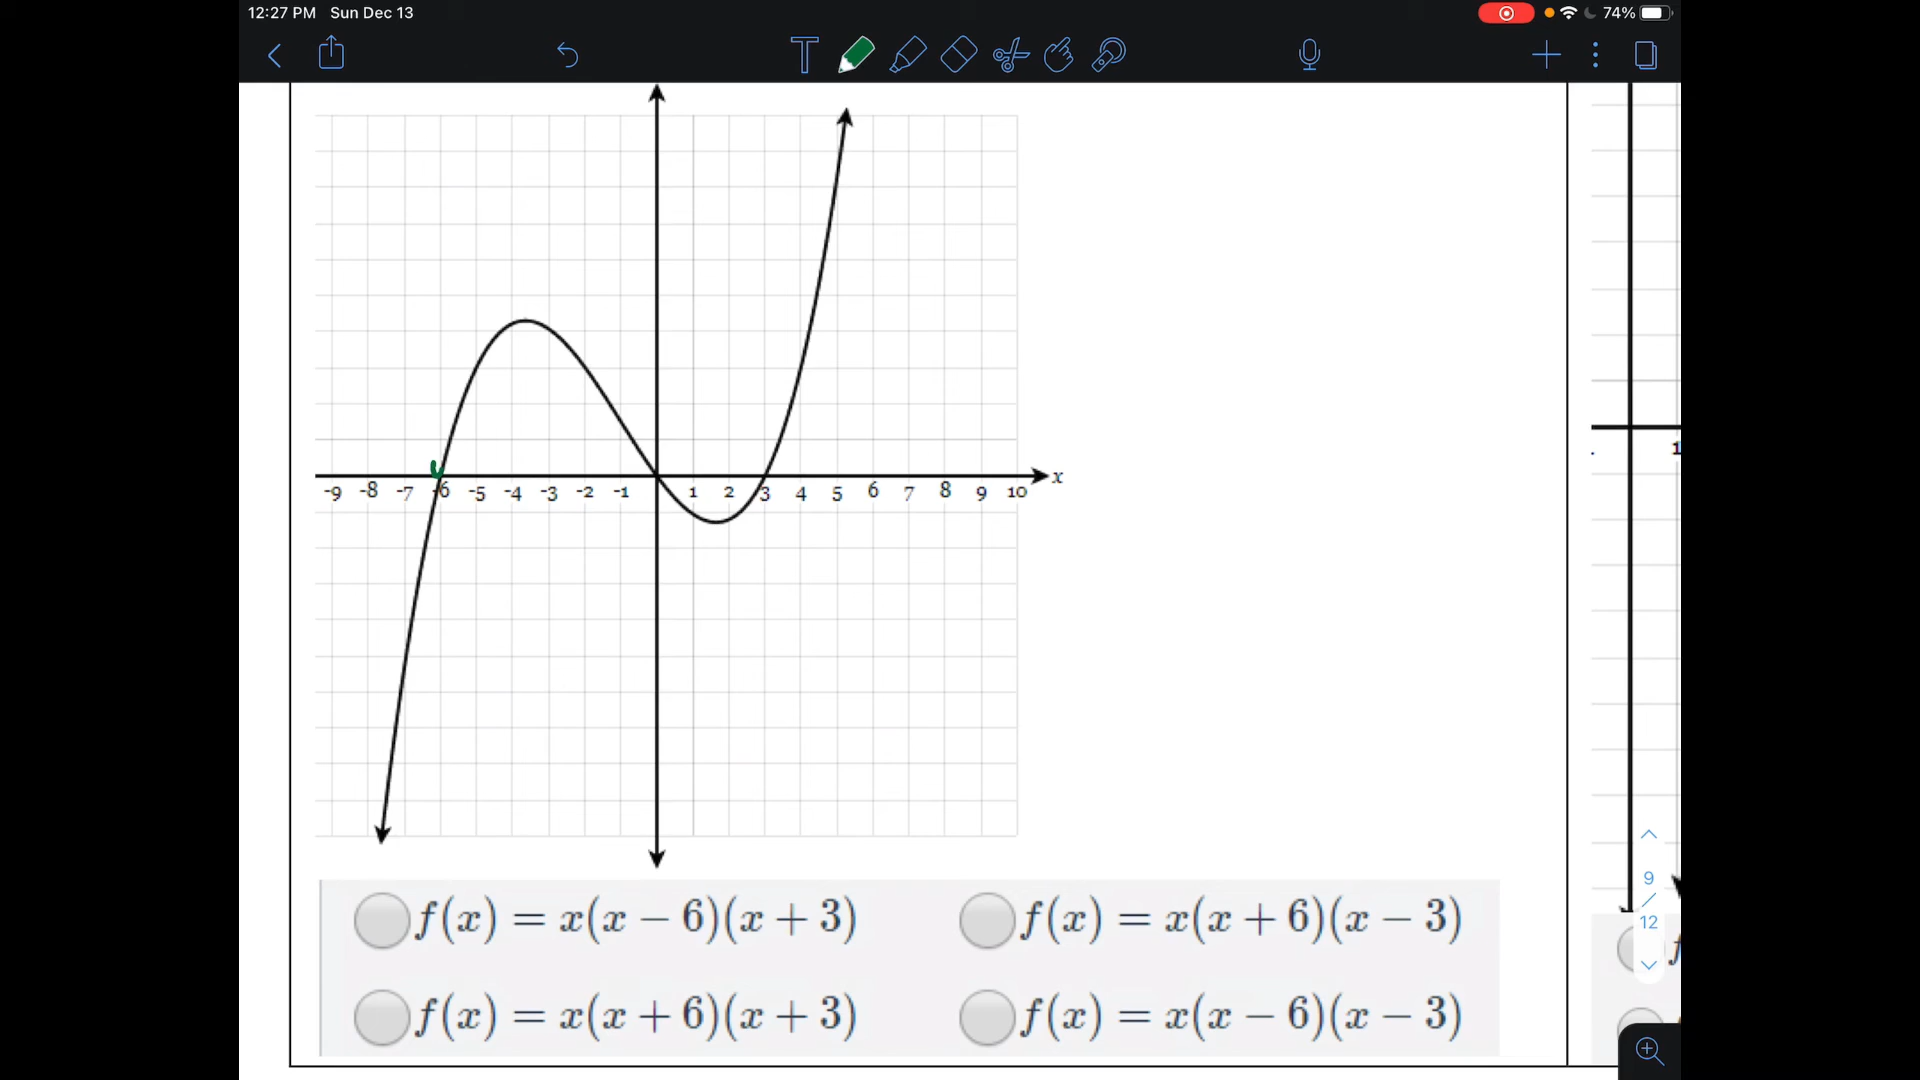 12:27 PM Sun Dec 13
74%
T
x
-9 -8 -7 -6 -5 -4 -3 -2 -1 1 2 3 4 5 6 7 8 9 10
1
9
/
12
f(x) = x(x − 6)(x + 3)
f(x) = x(x + 6)(x − 3)
f(x) = x(x + 6)(x + 3)
f(x) = x(x − 6)(x − 3)